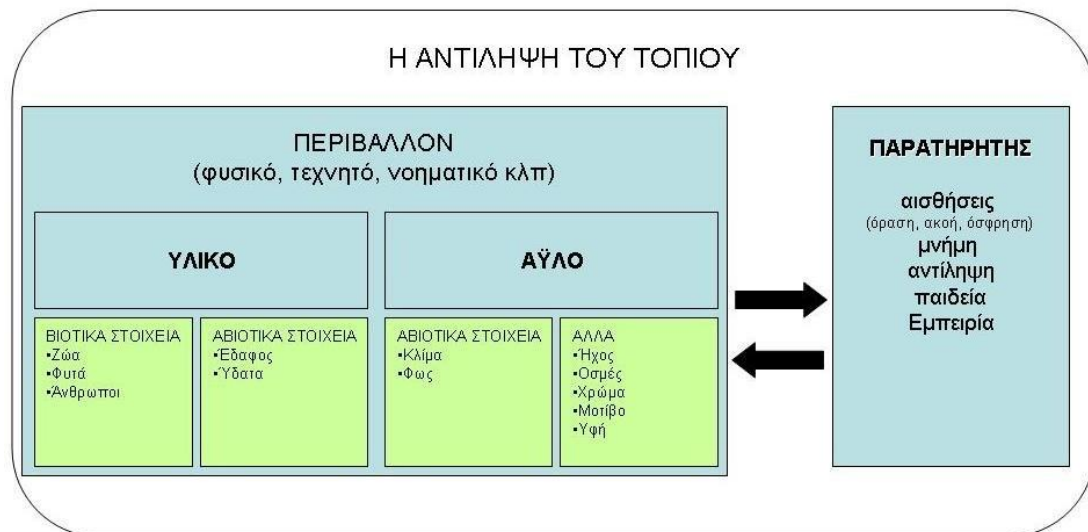 Η ΑΝΤΙΛΗΨΗ ΤΟΥ ΤΟΠΙΟΥ
ΠΕΡΙΒΑΛΛΟΝ
(φυσικό, τεχνητό, νοηματικό κλπ)
ΥΛΙΚΟ
ΒΙΟΤΙΚΑ ΣΤΟΙΧΕΙΑ
•Ζώα
•Φυτά
•Άνθρωποι
ΑΒΙΟΤΙΚΑ ΣΤΟΙΧΕΙΑ
•Έδαφος
•Ύδατα
ΑΫΛΟ
ΑΒΙΟΤΙΚΑ ΣΤΟΙΧΕΙΑ
•Κλίμα
•Φως
ΑΛΛΑ
•Ήχος
•Οσμές
•Χρώμα
•Μοτίβο
•Υφή
ΠΑΡΑΤΗΡΗΤΗΣ
αισθήσεις
(όραση, ακοή, όσφρηση)
μνήμη
αντίληψη
παιδεία
Εμπειρία